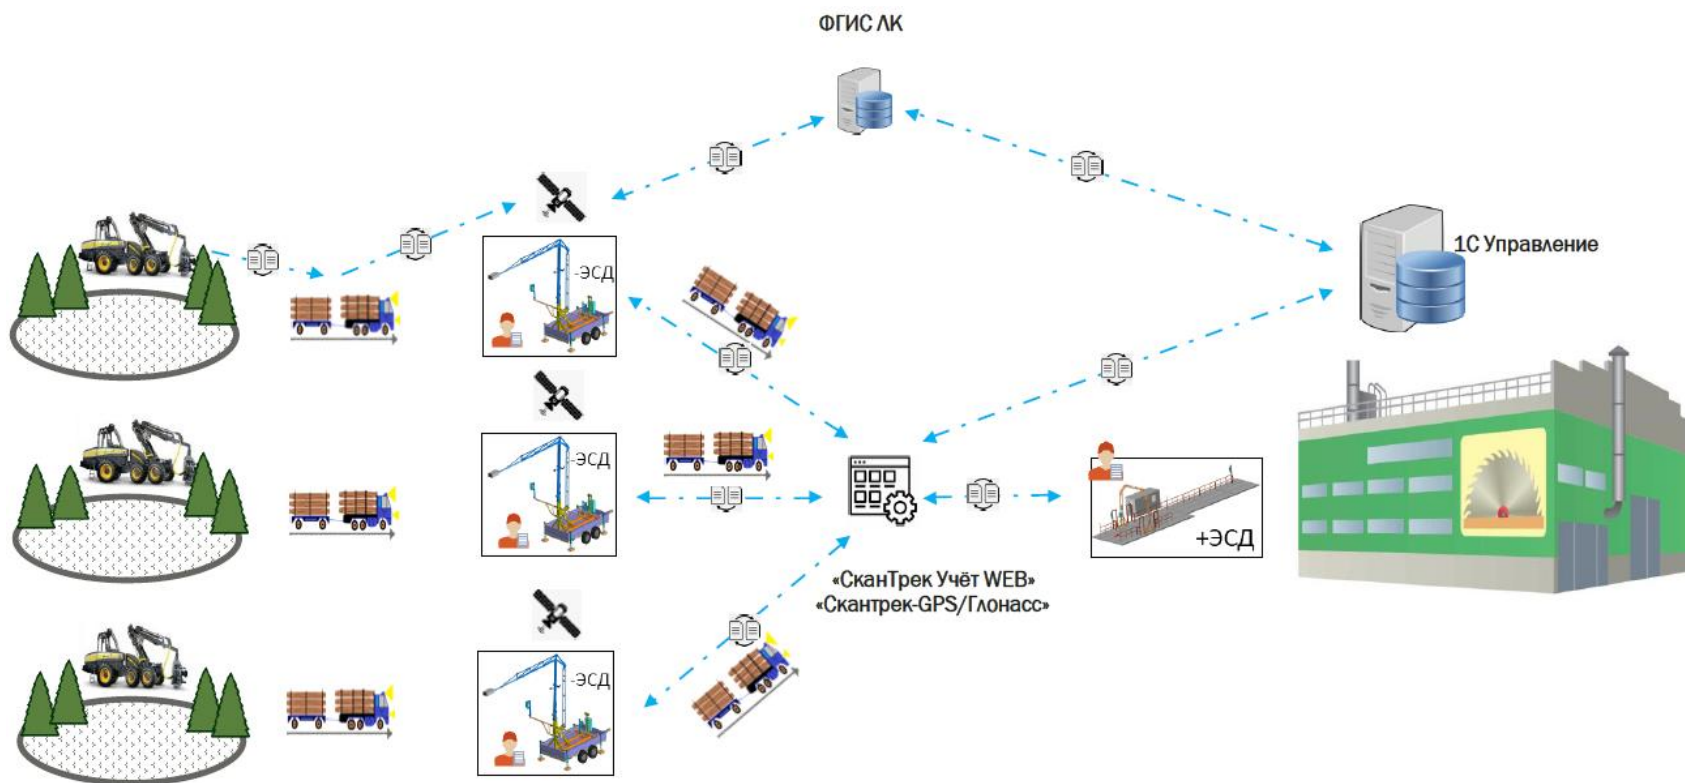 ФГИС ЛК
1С Управление
-ЭСД
-ЭСД
+ЭСД
«СканТрек Учёт WEB»
«Скантрек-GPS/Глонасс»
-ЭСД